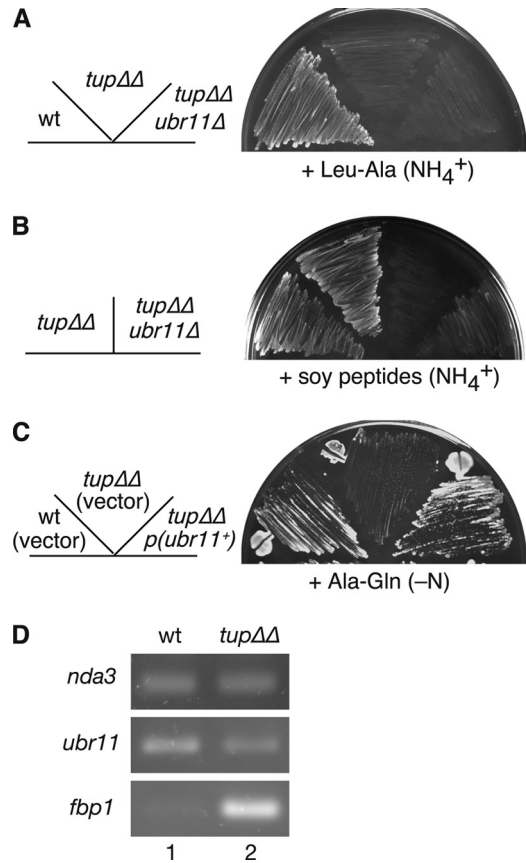 A
wt
tupΔΔ
tupΔΔ
ubr11Δ
+ Leu-Ala (NH4+)
B
tupΔΔ
tupΔΔ
ubr11Δ
+ soy peptides (NH4+)
C
wt
(vector)
tupΔΔ
(vector)
tupΔΔ
p(ubr11+)
+ Ala-Gln (–N)
D
wt tupΔΔ
nda3
ubr11
fbp1
1 2